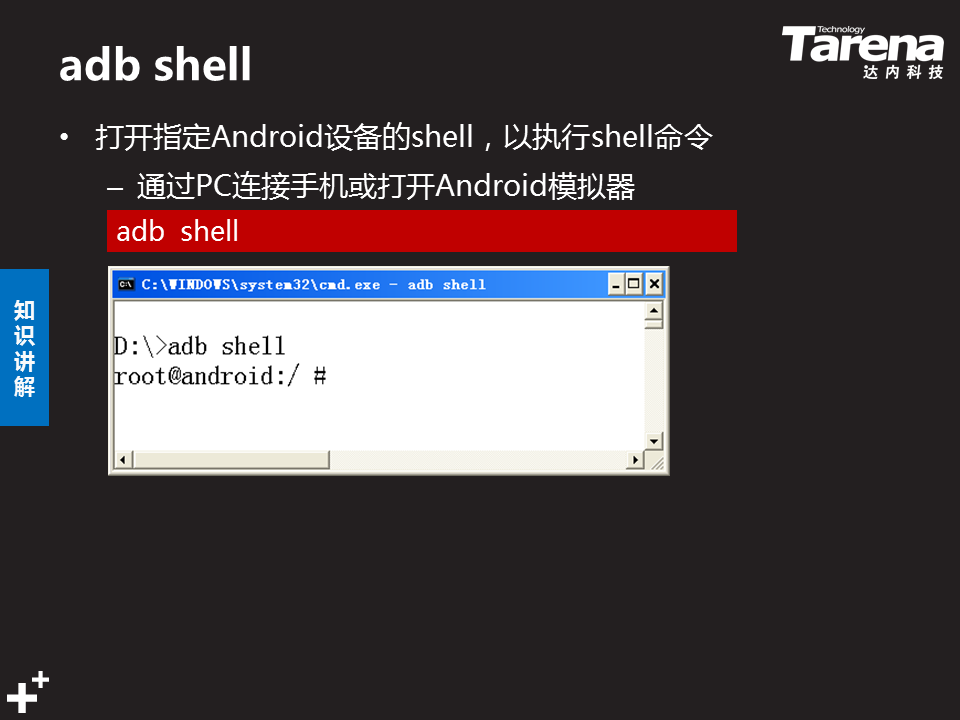 adb shell
Technology
Tarena
达内科技
• 打开指定Android设备的shell，以执行shell命令
– 通过PC连接手机或打开Android模拟器
adb  shell
C:\WINDOWS\system32\cmd.exe - adb shell
D:\>adb shell
root@android:/ #
知识讲解